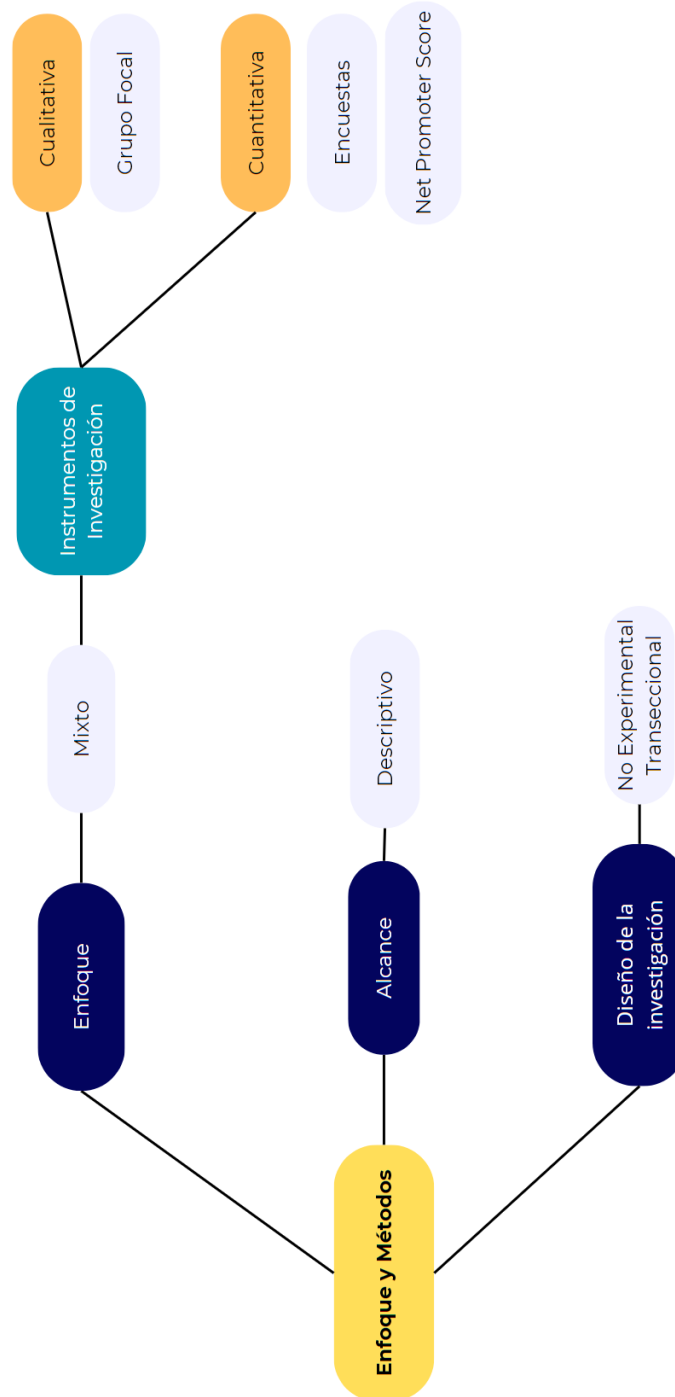 Enfoque y Métodos
Enfoque
Mixto
Instrumentos de
Investigación
Cualitativa
Grupo Focal
Cuantitativa
Encuestas
Net Promoter Score
Alcance
Descriptivo
Diseño de la
investigación
No Experimental
Transeccional